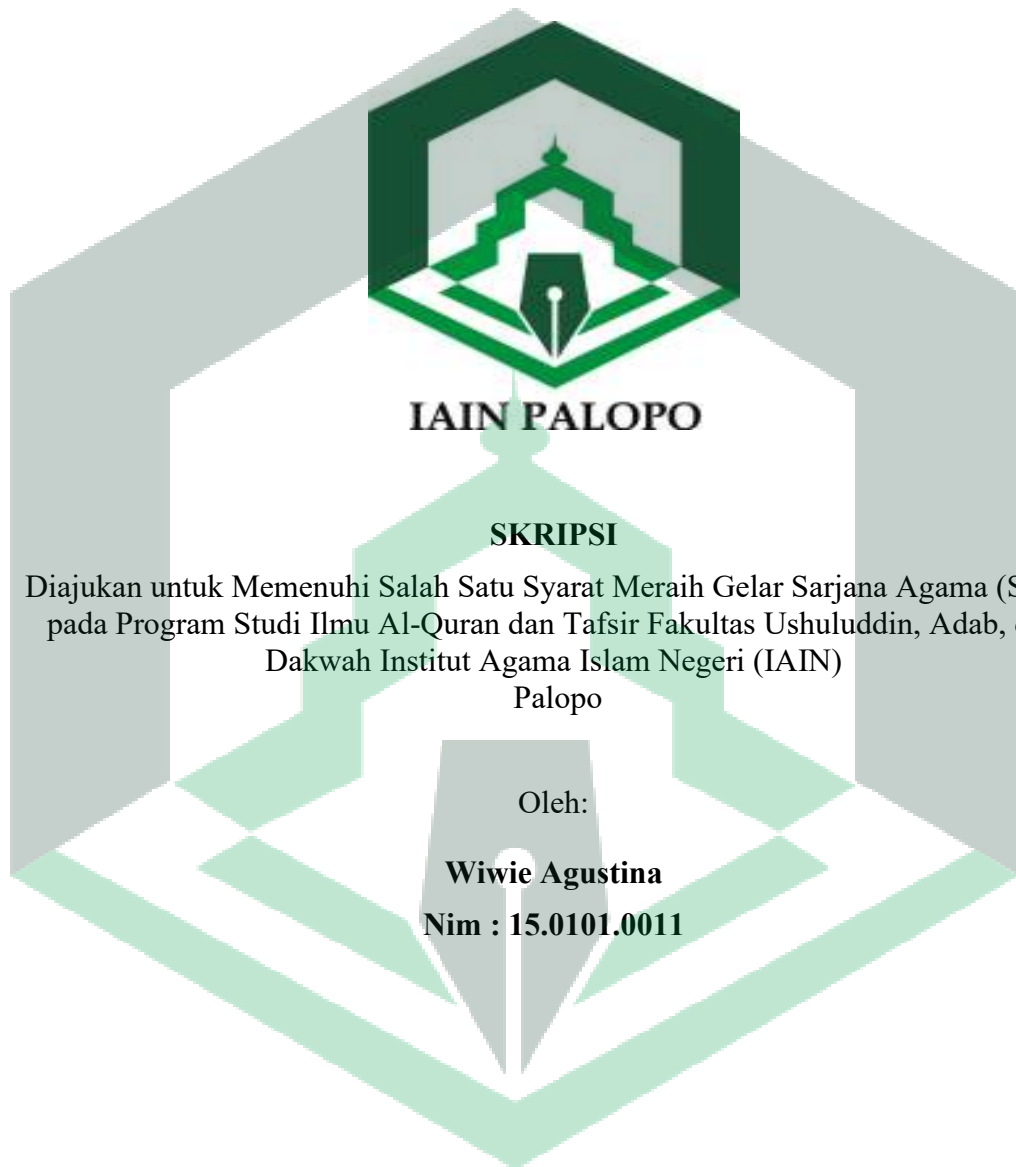 IAIN PALOPO
SKRIPSI
Diajukan untuk Memenuhi Salah Satu Syarat Meraih Gelar Sarjana Agama (S
pada Program Studi Ilmu Al-Quran dan Tafsir Fakultas Ushuluddin, Adab,
Dakwah Institut Agama Islam Negeri (IAIN)
Palopo
Oleh:
Wiwie Agustina
Nim : 15.0101.0011